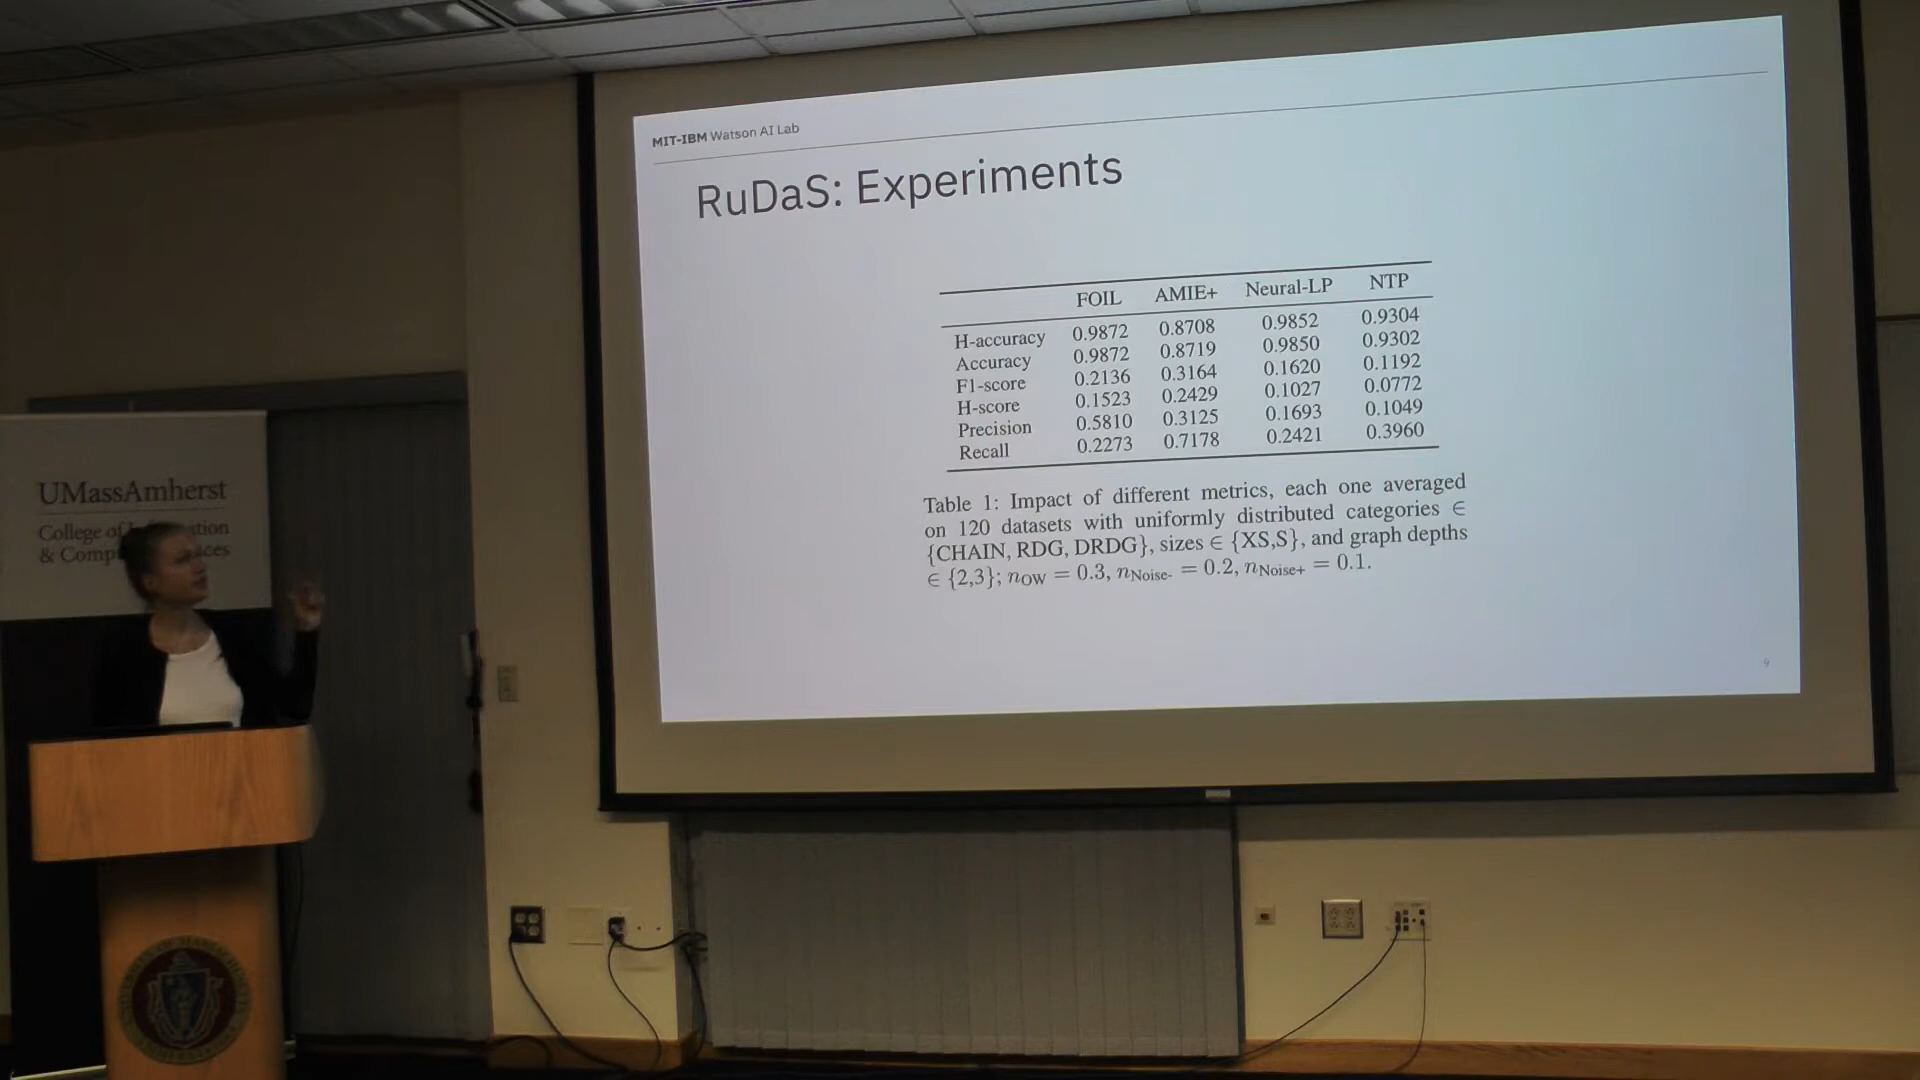 MIT-IBM Watson AI Lab
RuDaS: Experiments
FOIL AMIE+ Neural-LP NTP
H-accuracy 0.9872 0.8708 0.9852 0.9304
Accuracy 0.9872 0.8719 0.9850 0.9302
F1-score 0.2136 0.3164 0.1620 0.1192
H-score 0.1523 0.2429 0.1027 0.0772
Precision 0.5810 0.3125 0.1693 0.1049
Recall 0.2273 0.7178 0.2421 0.3960
Table 1: Impact of different metrics, each one averaged
on 120 datasets with uniformly distributed categories ∈
{CHAIN, RDG, DRDG}, sizes ∈ {XS,S}, and graph depths
∈ {2,3}; nOW = 0.3, nNoise- = 0.2, nNoise+ = 0.1.
9
UMassAmherst
College of
& Comp